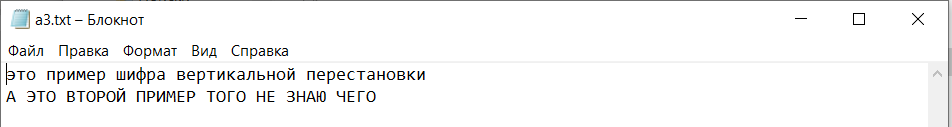 a3.txt – Блокнот
Файл Правка Формат Вид Справка
это пример шифра вертикальной перестановки
А ЭТО ВТОРОЙ ПРИМЕР ТОГО НЕ ЗНАЮ ЧЕГО